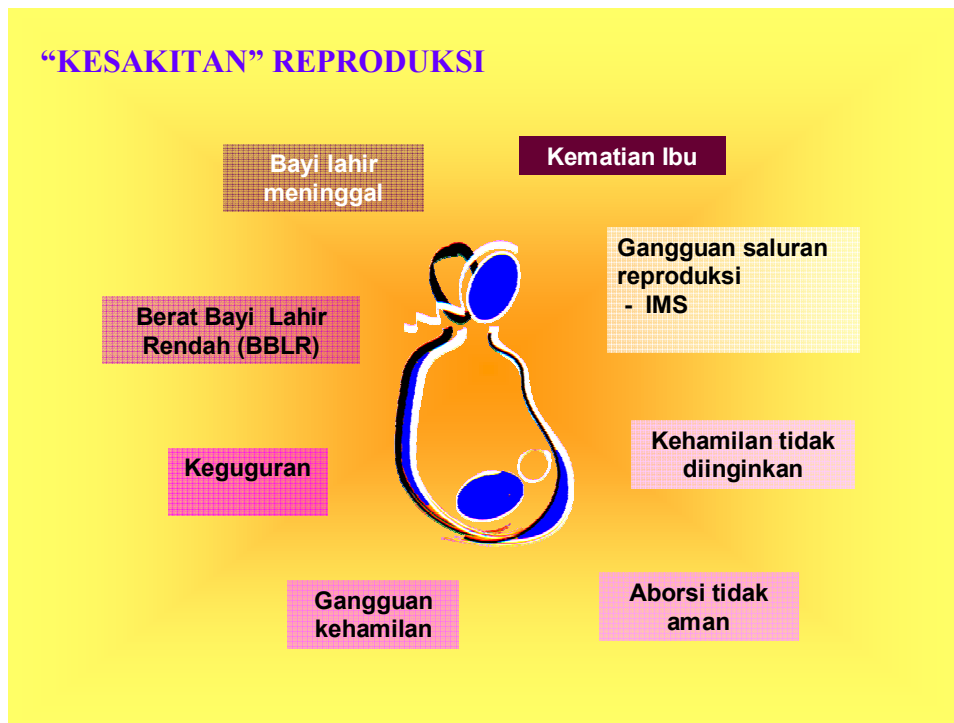 “KESAKITAN” REPRODUKSI
Bayi lahir
meninggal
Kematian Ibu
Gangguan saluran
reproduksi
- IMS
Berat Bayi Lahir
Rendah (BBLR)
Kehamilan tidak
diinginkan
Keguguran
Gangguan
kehamilan
Aborsi tidak
aman